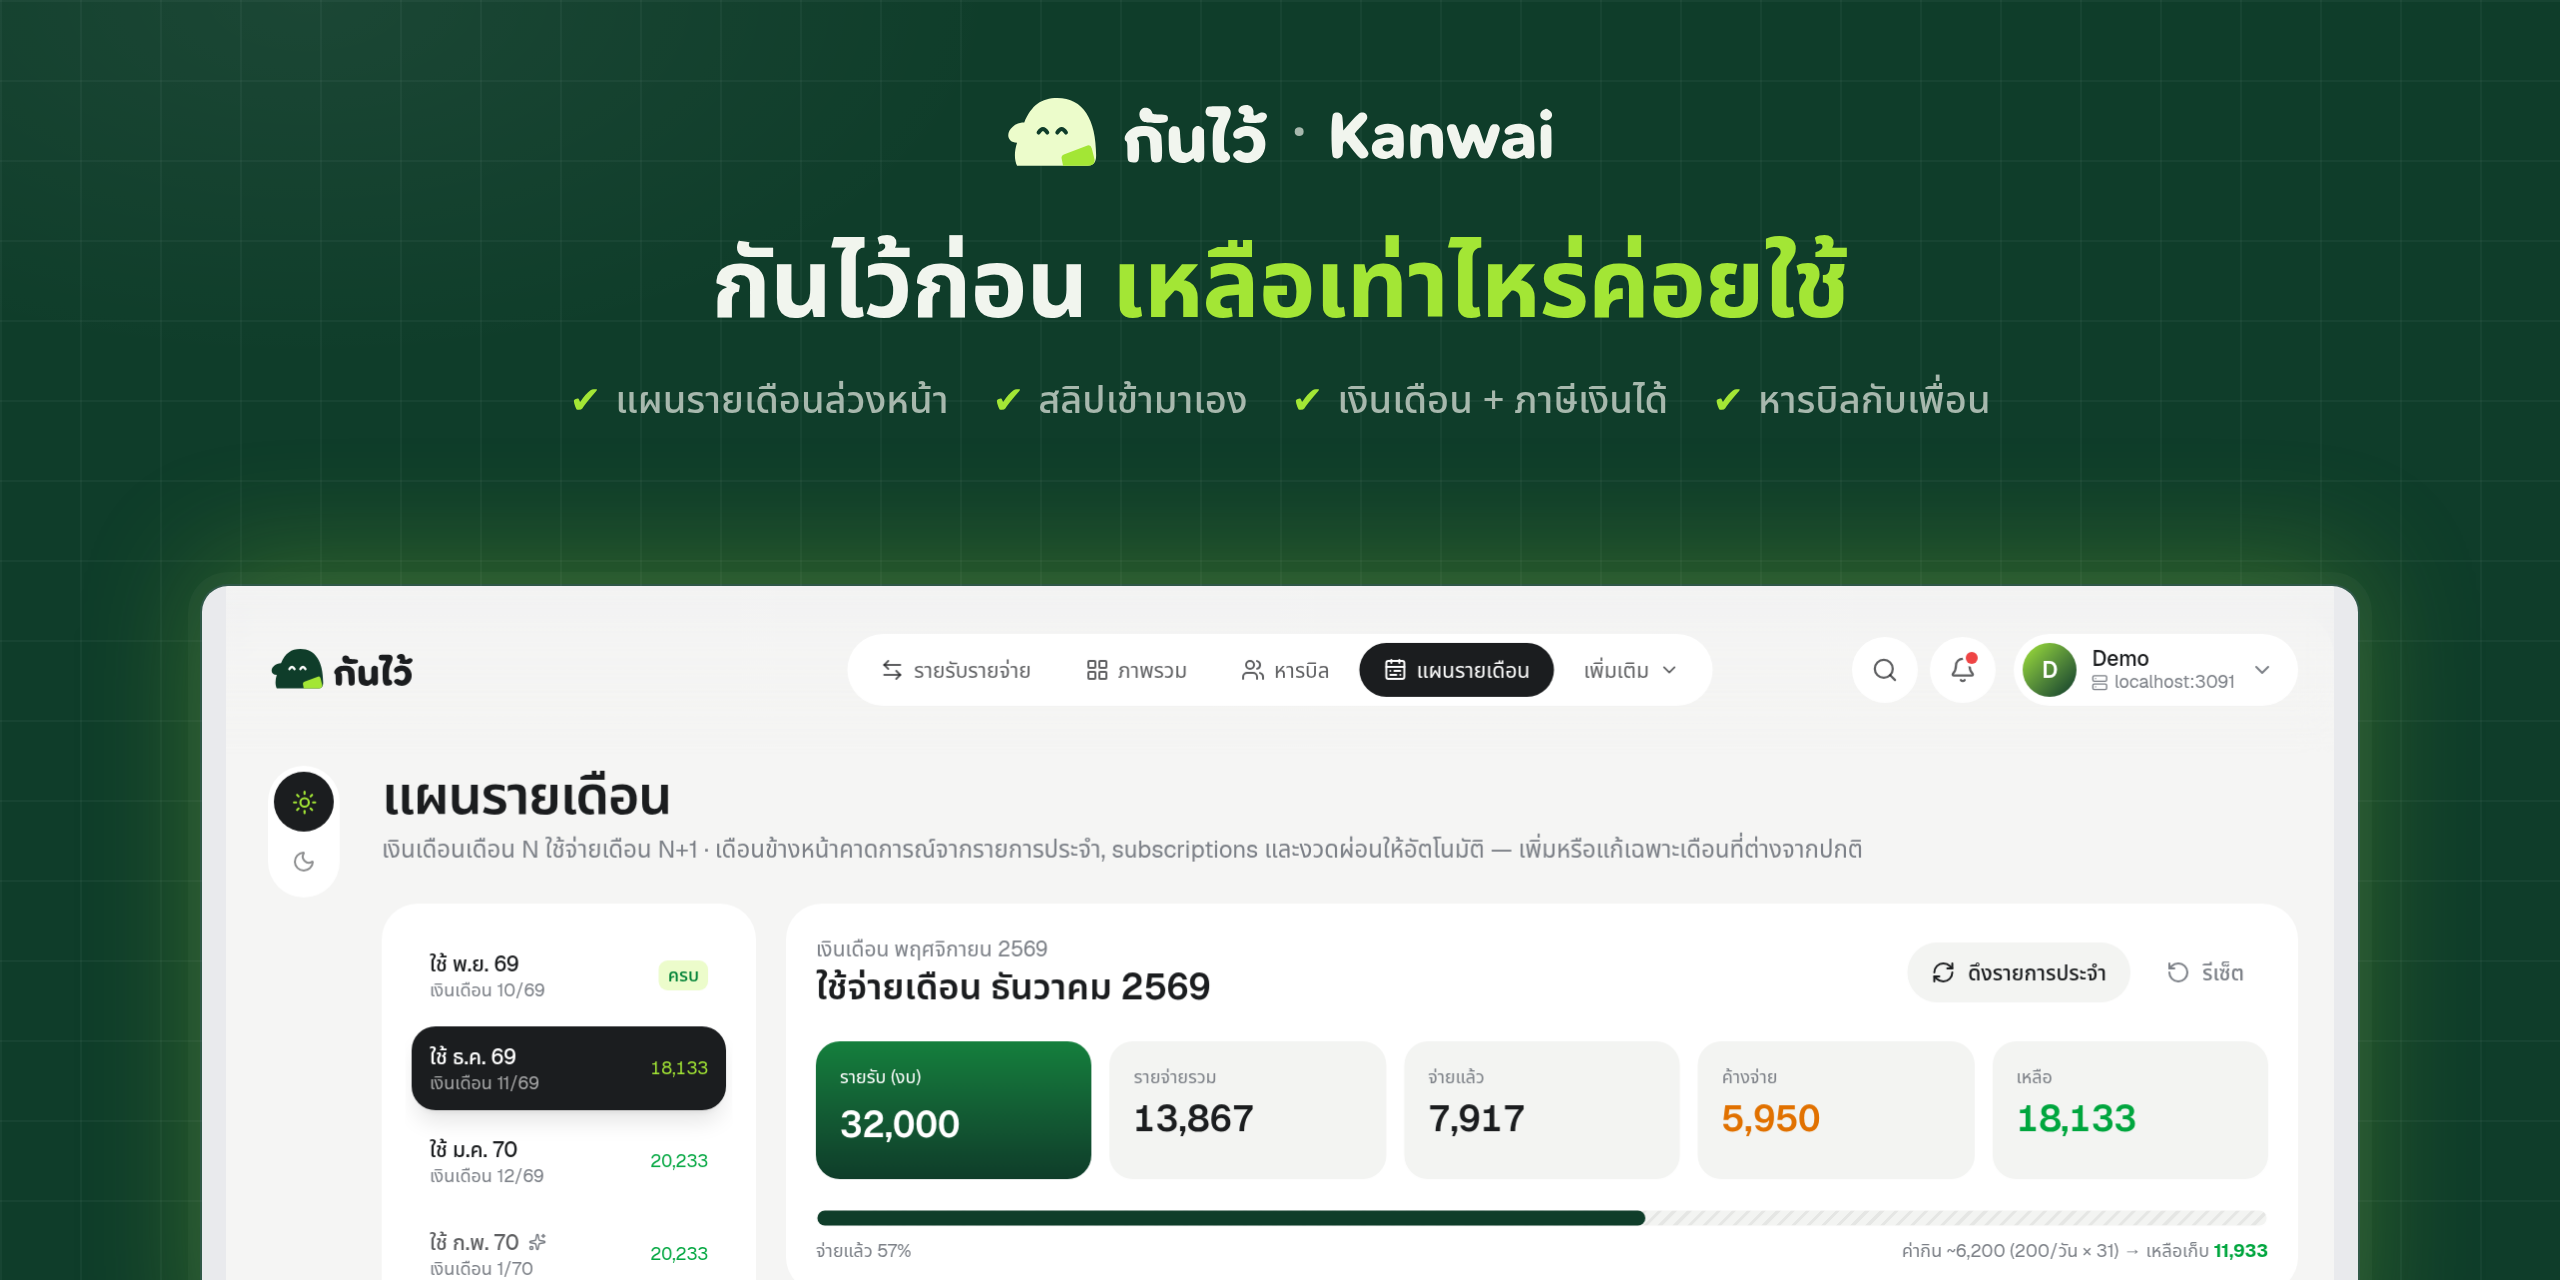 กันไว้ · Kanwai
กันไว้ก่อน เหลือเท่าไหร่ค่อยใช้
✔ แผนรายเดือนล่วงหน้า ✔ สลิปเข้ามาเอง ✔ เงินเดือน + ภาษีเงินได้ ✔ หารบิลกับเพื่อน
กันไว้
รายรับรายจ่าย ภาพรวม หารบิล แผนรายเดือน เพิ่มเติม
D
Demo
localhost:3091
แผนรายเดือน
เงินเดือนเดือน N ใช้จ่ายเดือน N+1 · เดือนข้างหน้าคาดการณ์จากรายการประจำ, subscriptions และงวดผ่อนให้อัตโนมัติ — เพิ่มหรือแก้เฉพาะเดือนที่ต่างจากปกติ
ใช้ พ.ย. 69
เงินเดือน 10/69
ครบ
ใช้ ธ.ค. 69
เงินเดือน 11/69
18,133
ใช้ ม.ค. 70
เงินเดือน 12/69
20,233
ใช้ ก.พ. 70
เงินเดือน 1/70
20,233
เงินเดือน พฤศจิกายน 2569
ใช้จ่ายเดือน ธันวาคม 2569
ดึงรายการประจำ รีเซ็ต
รายรับ (งบ)
32,000
รายจ่ายรวม
13,867
จ่ายแล้ว
7,917
ค้างจ่าย
5,950
เหลือ
18,133
จ่ายแล้ว 57%
ค่ากิน ~6,200 (200/วัน × 31) → เหลือเก็บ 11,933